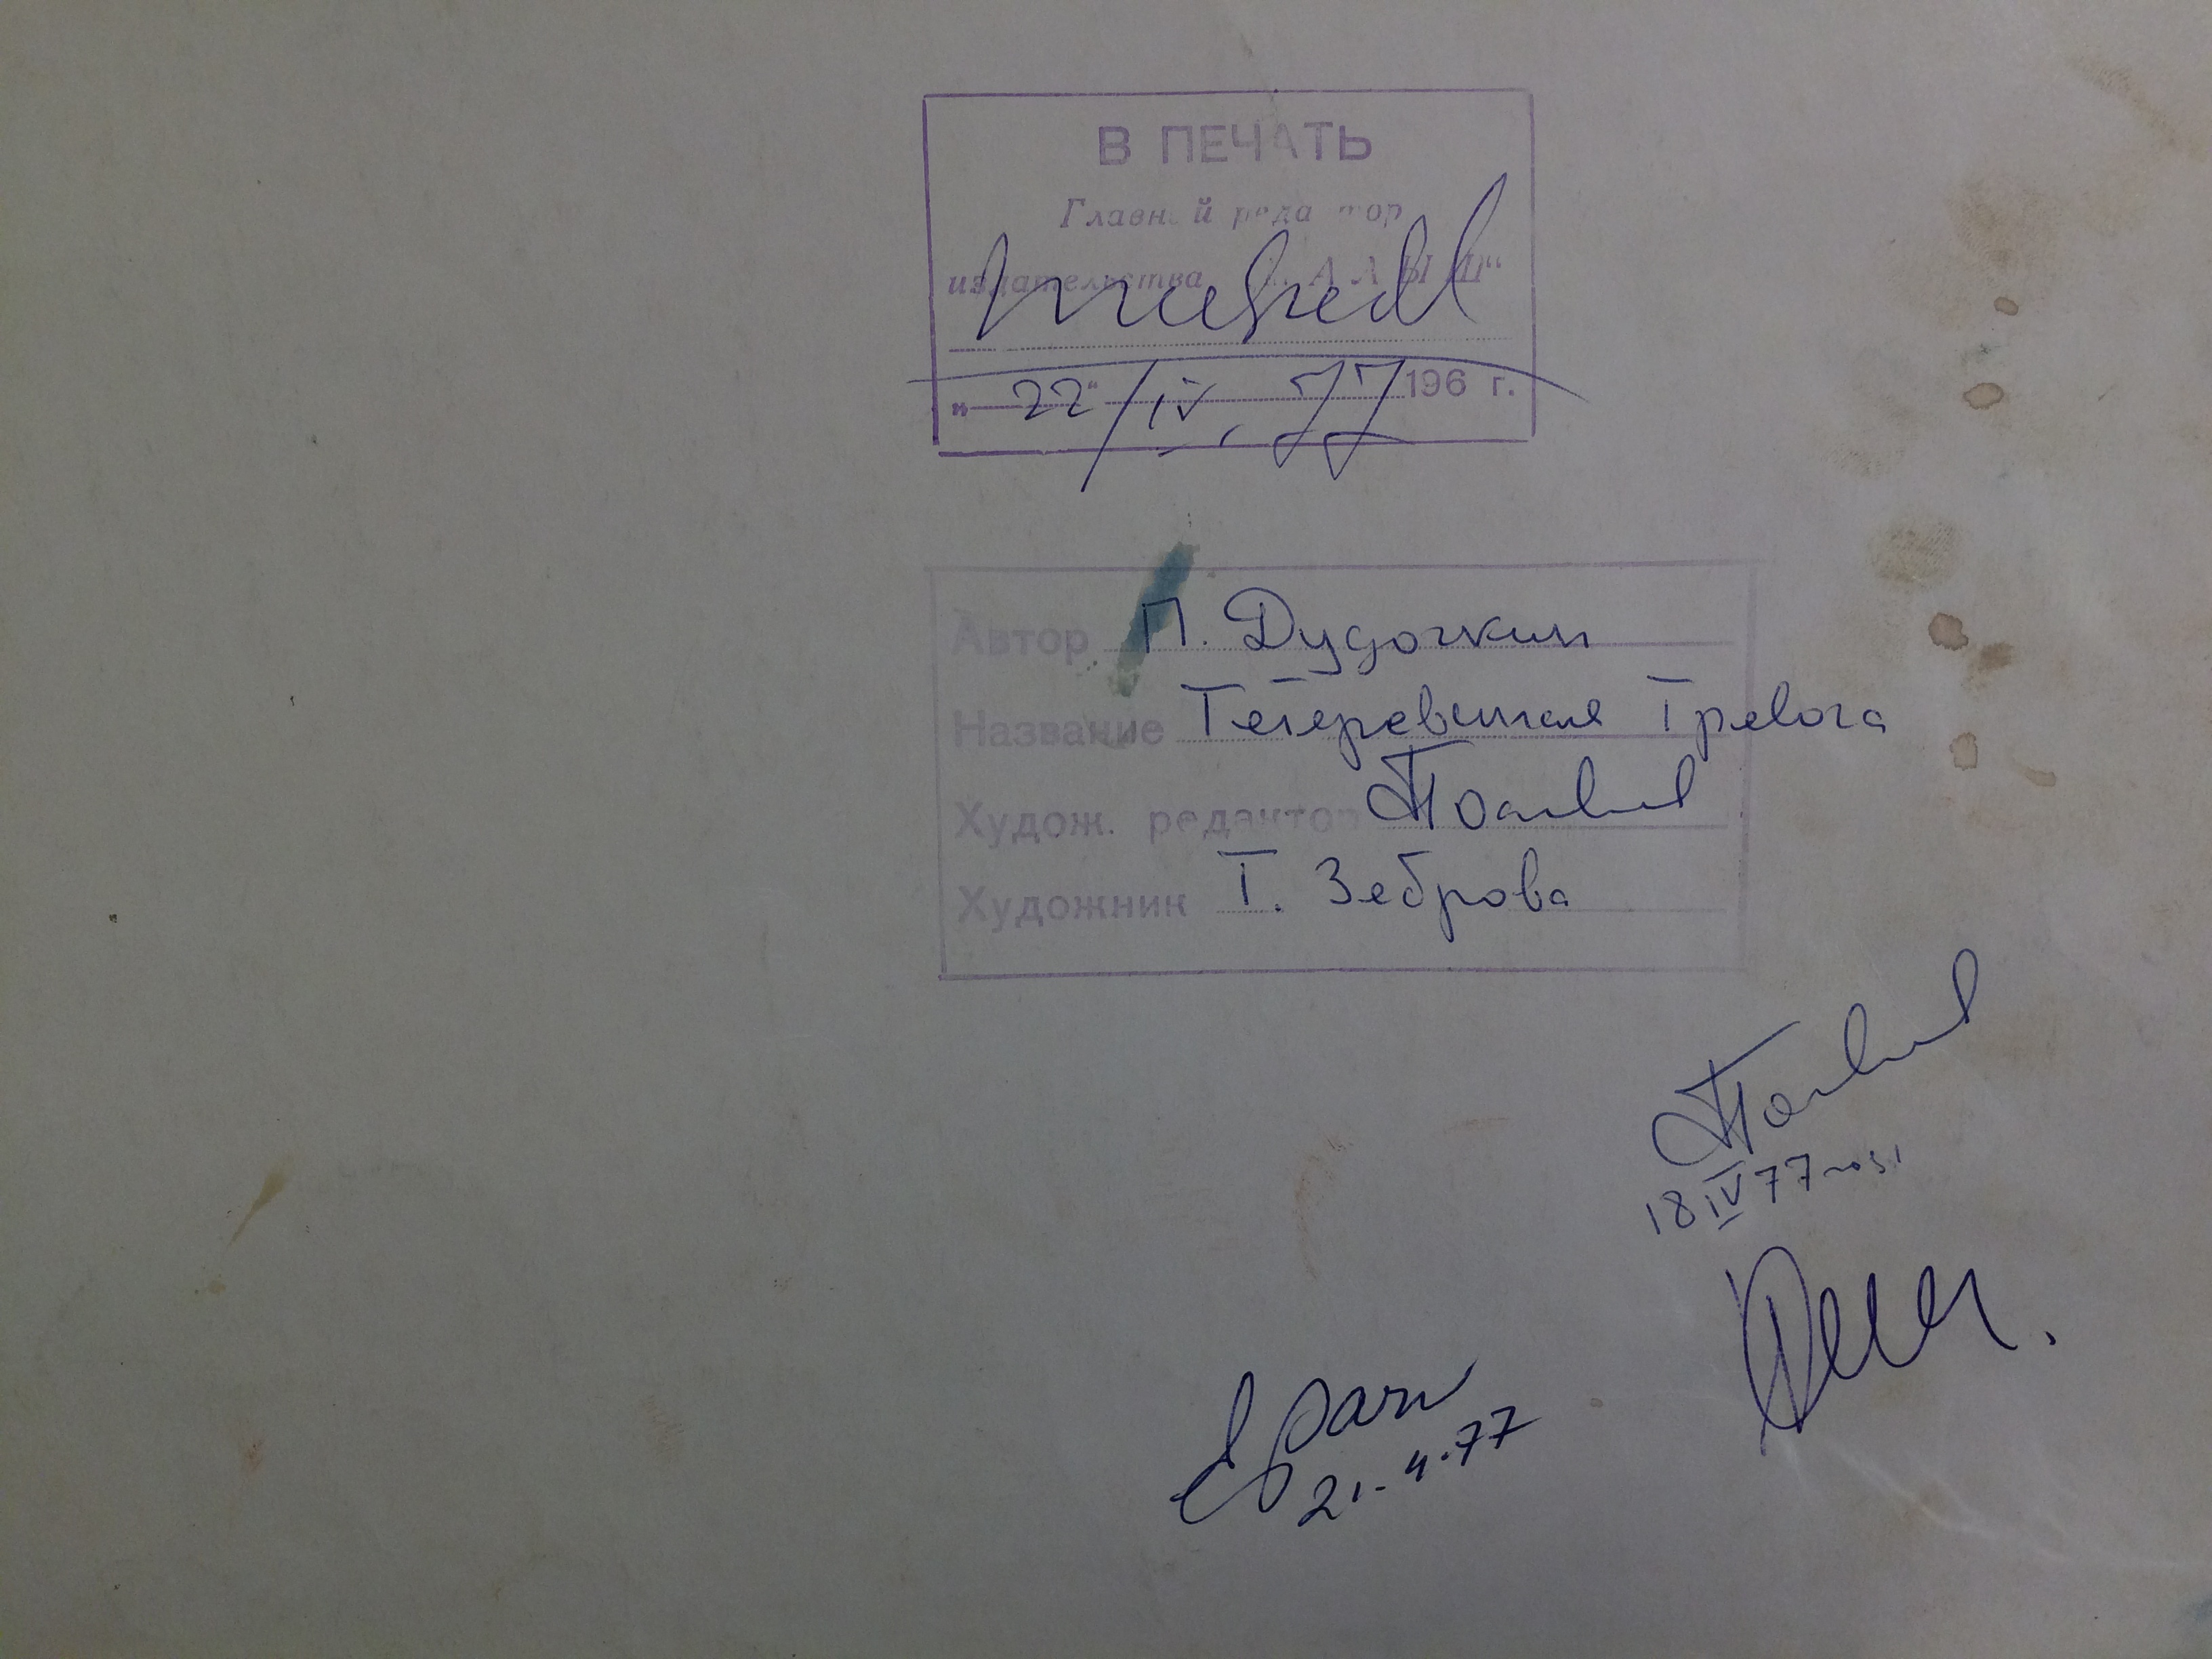 В ПЕЧАТЬ
Главный редактор
издательства „МАЛЫШ“
„22“/IV, 77 196 г.
Автор П. Дудочкин
Название Тетеревиная Тревога
Худож. редактор
Художник Т. Зеброва
18 IV 77
21.4.77